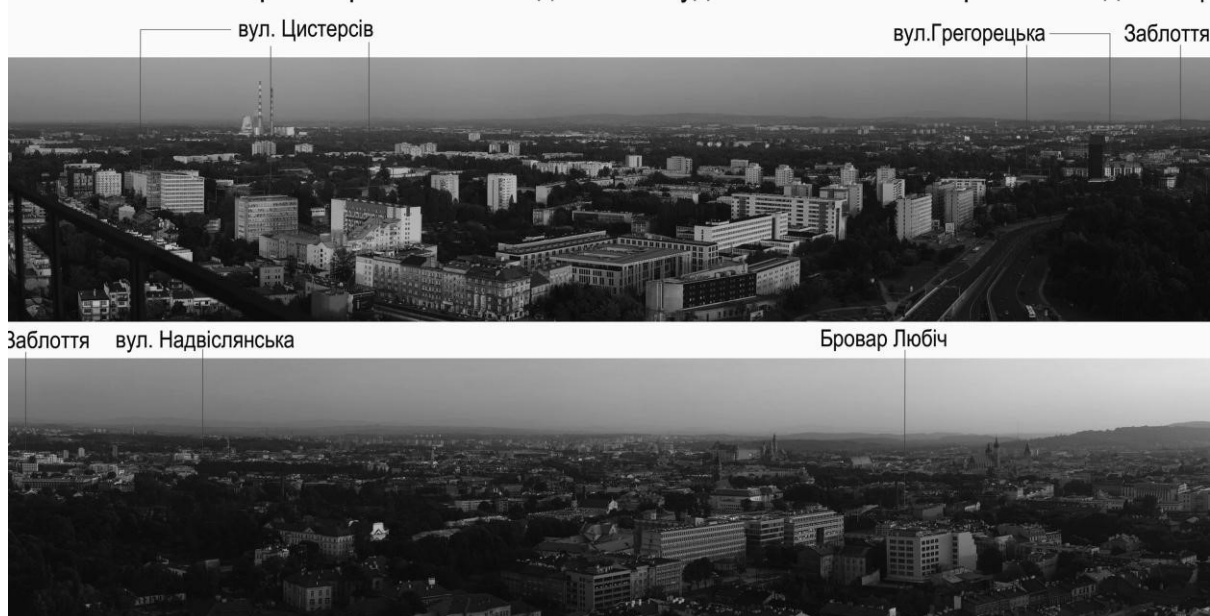 вул. Цистерсів
вул.Грегорецька
Заблоття
Заблоття
вул. Надвіслянська
Бровар Любіч